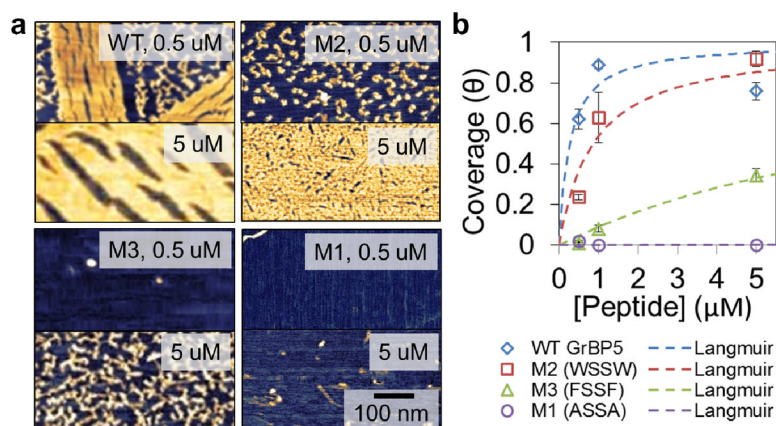 a
WT, 0.5 uM
M2, 0.5 uM
5 uM
5 uM
M3, 0.5 uM
M1, 0.5 uM
5 uM
5 uM
100 nm
b
Coverage (θ)
1
0.8
0.6
0.4
0.2
0
0 1 2 3 4 5
[Peptide] (μM)
WT GrBP5 Langmuir
M2 (WSSW) Langmuir
M3 (FSSF) Langmuir
M1 (ASSA) Langmuir